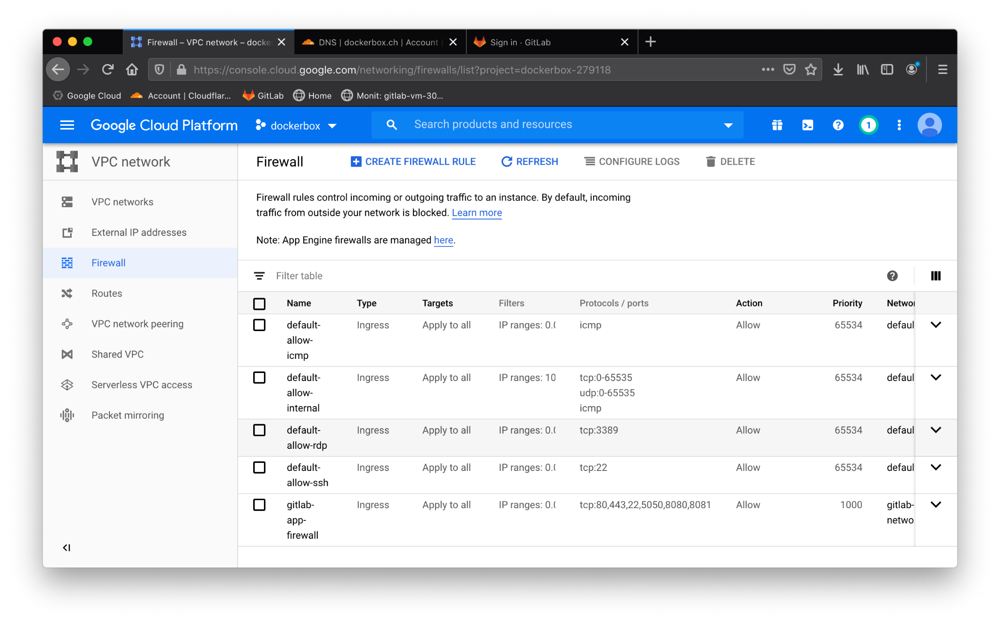 Firewall – VPC network – docke
DNS | dockerbox.ch | Account |
Sign in · GitLab
https://console.cloud.google.com/networking/firewalls/list?project=dockerbox-279118
Google Cloud
Account | Cloudflar...
GitLab
Home
Monit: gitlab-vm-30...
Google Cloud Platform
dockerbox
Search products and resources
1
VPC network
VPC networks
External IP addresses
Firewall
Routes
VPC network peering
Shared VPC
Serverless VPC access
Packet mirroring
Firewall
CREATE FIREWALL RULE
REFRESH
CONFIGURE LOGS
DELETE
Firewall rules control incoming or outgoing traffic to an instance. By default, incoming
traffic from outside your network is blocked. Learn more
Note: App Engine firewalls are managed here.
Filter table
Name Type Targets Filters Protocols / ports Action Priority Networ
default- Ingress Apply to all IP ranges: 0.0 icmp Allow 65534 defaul
allow-
icmp
default- Ingress Apply to all IP ranges: 10 tcp:0-65535 Allow 65534 defaul
allow- udp:0-65535
internal icmp
default- Ingress Apply to all IP ranges: 0.0 tcp:3389 Allow 65534 defaul
allow-rdp
default- Ingress Apply to all IP ranges: 0.0 tcp:22 Allow 65534 defaul
allow-ssh
gitlab- Ingress Apply to all IP ranges: 0.0 tcp:80,443,22,5050,8080,8081 Allow 1000 gitlab-
app- netwo
firewall